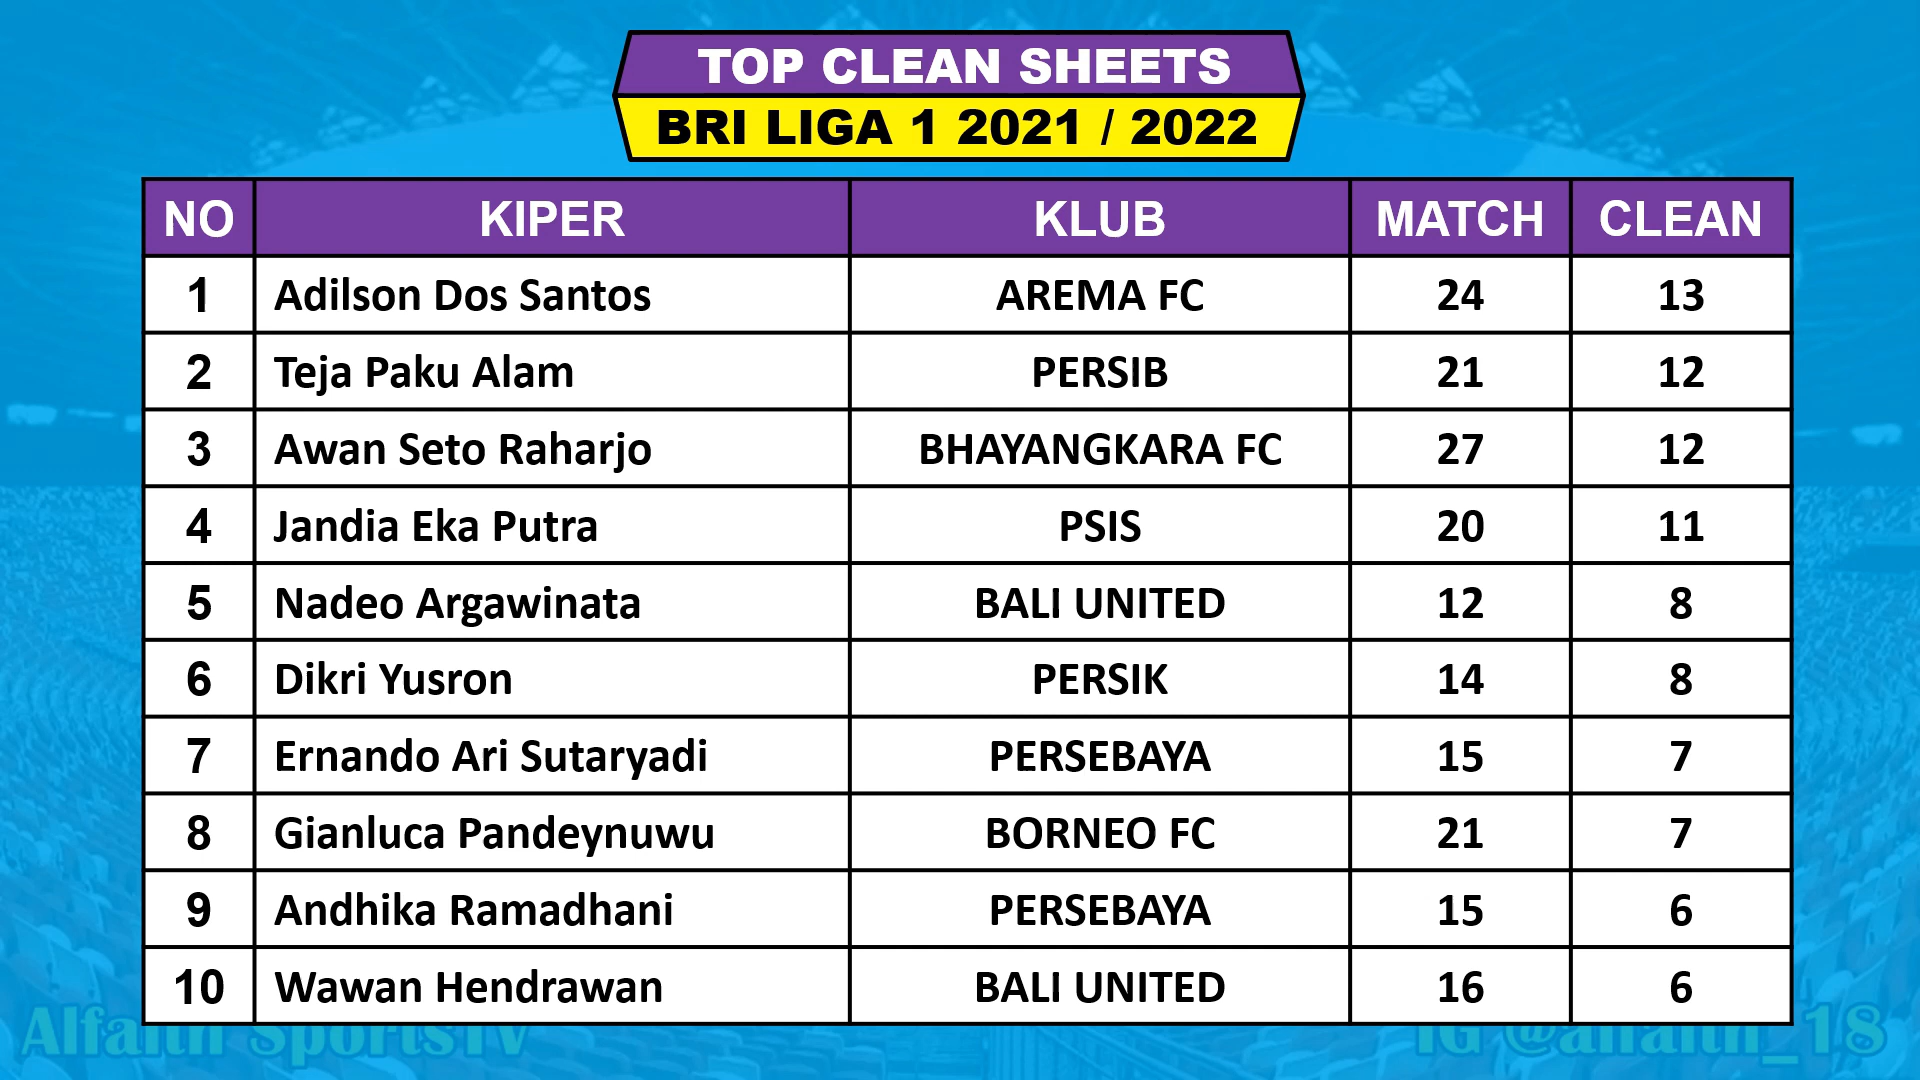 TOP CLEAN SHEETS
BRI LIGA 1 2021 / 2022
NO KIPER KLUB MATCH CLEAN
1 Adilson Dos Santos AREMA FC 24 13
2 Teja Paku Alam PERSIB 21 12
3 Awan Seto Raharjo BHAYANGKARA FC 27 12
4 Jandia Eka Putra PSIS 20 11
5 Nadeo Argawinata BALI UNITED 12 8
6 Dikri Yusron PERSIK 14 8
7 Ernando Ari Sutaryadi PERSEBAYA 15 7
8 Gianluca Pandeynuwu BORNEO FC 21 7
9 Andhika Ramadhani PERSEBAYA 15 6
10 Wawan Hendrawan BALI UNITED 16 6
Alfaith SportsTV IG @alfaith_18